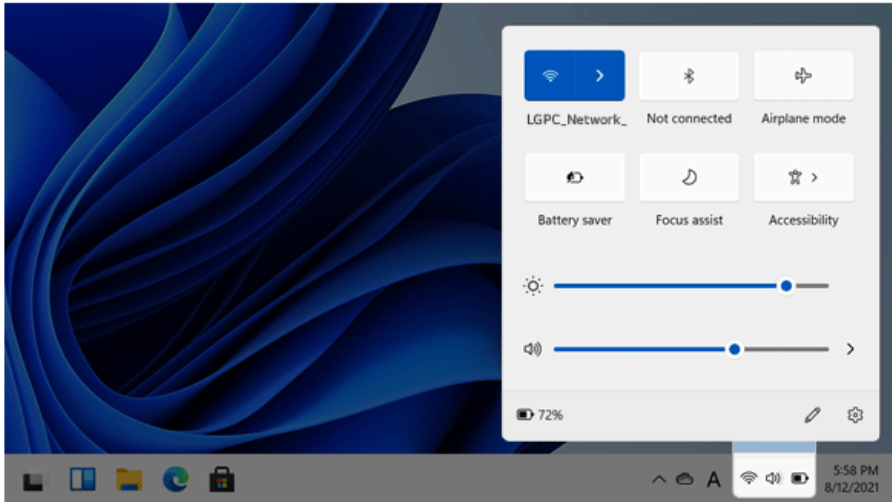 LGPC_Network_ Not connected Airplane mode
Battery saver Focus assist Accessibility
72%
A
5:58 PM
8/12/2021